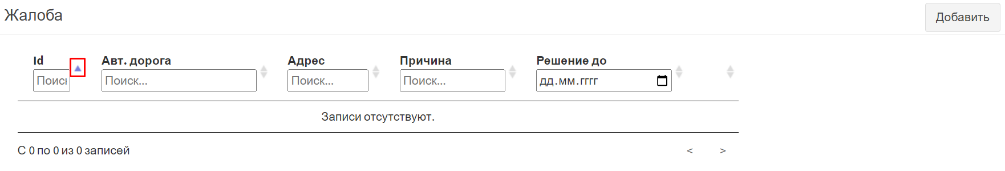 Жалоба
Добавить
Id Авт. дорога Адрес Причина Решение до
Поиск... Поиск... Поиск... дд.мм.гггг
Записи отсутствуют.
С 0 по 0 из 0 записей < >